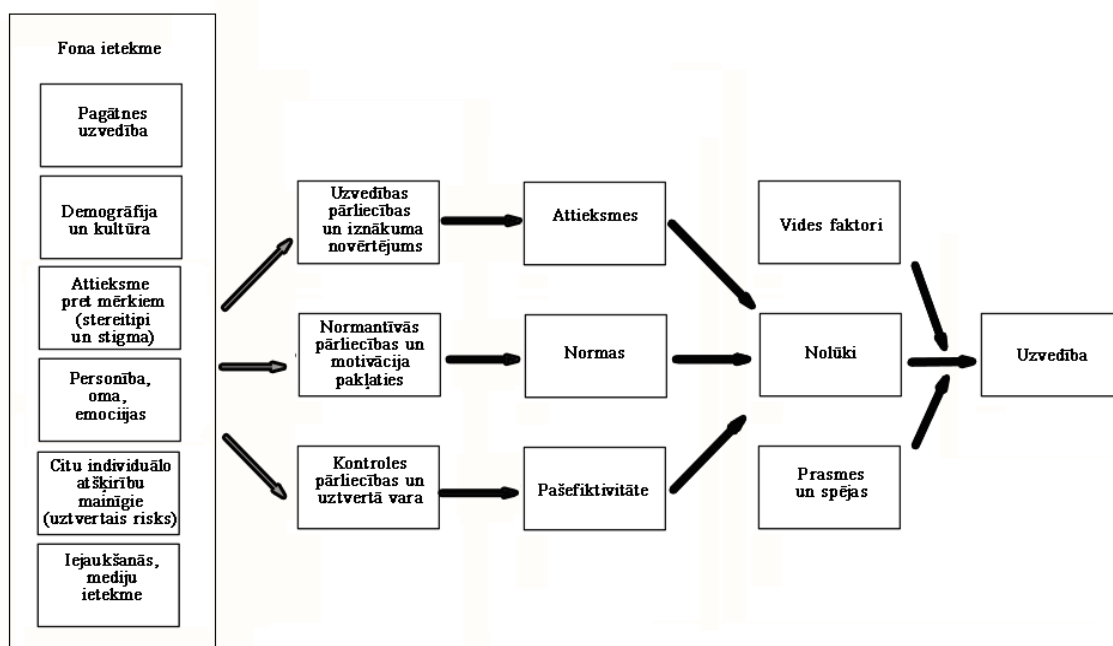 Fona ietekme
Pagātnes
uzvedība
Demogrāfija
un kultūra
Attieksme
pret mērķiem
(stereitipi
un stigma)
Personība,
oma,
emociijas
Citu individuālo
atšķirību
mainīgie
(uztvertais risks)
Iejaukšanās,
mediju
ietekme
Uzvedības
pārliecības
un iznākuma
novērtējums
Normantīvās
pārliecības un
motivācija
pakļaties
Kontroles
pārliecības un
uztvertā vara
Attieksmes
Normas
Pašefiktivitāte
Vides faktori
Nolūki
Prasmes
un spējas
Uzvedība